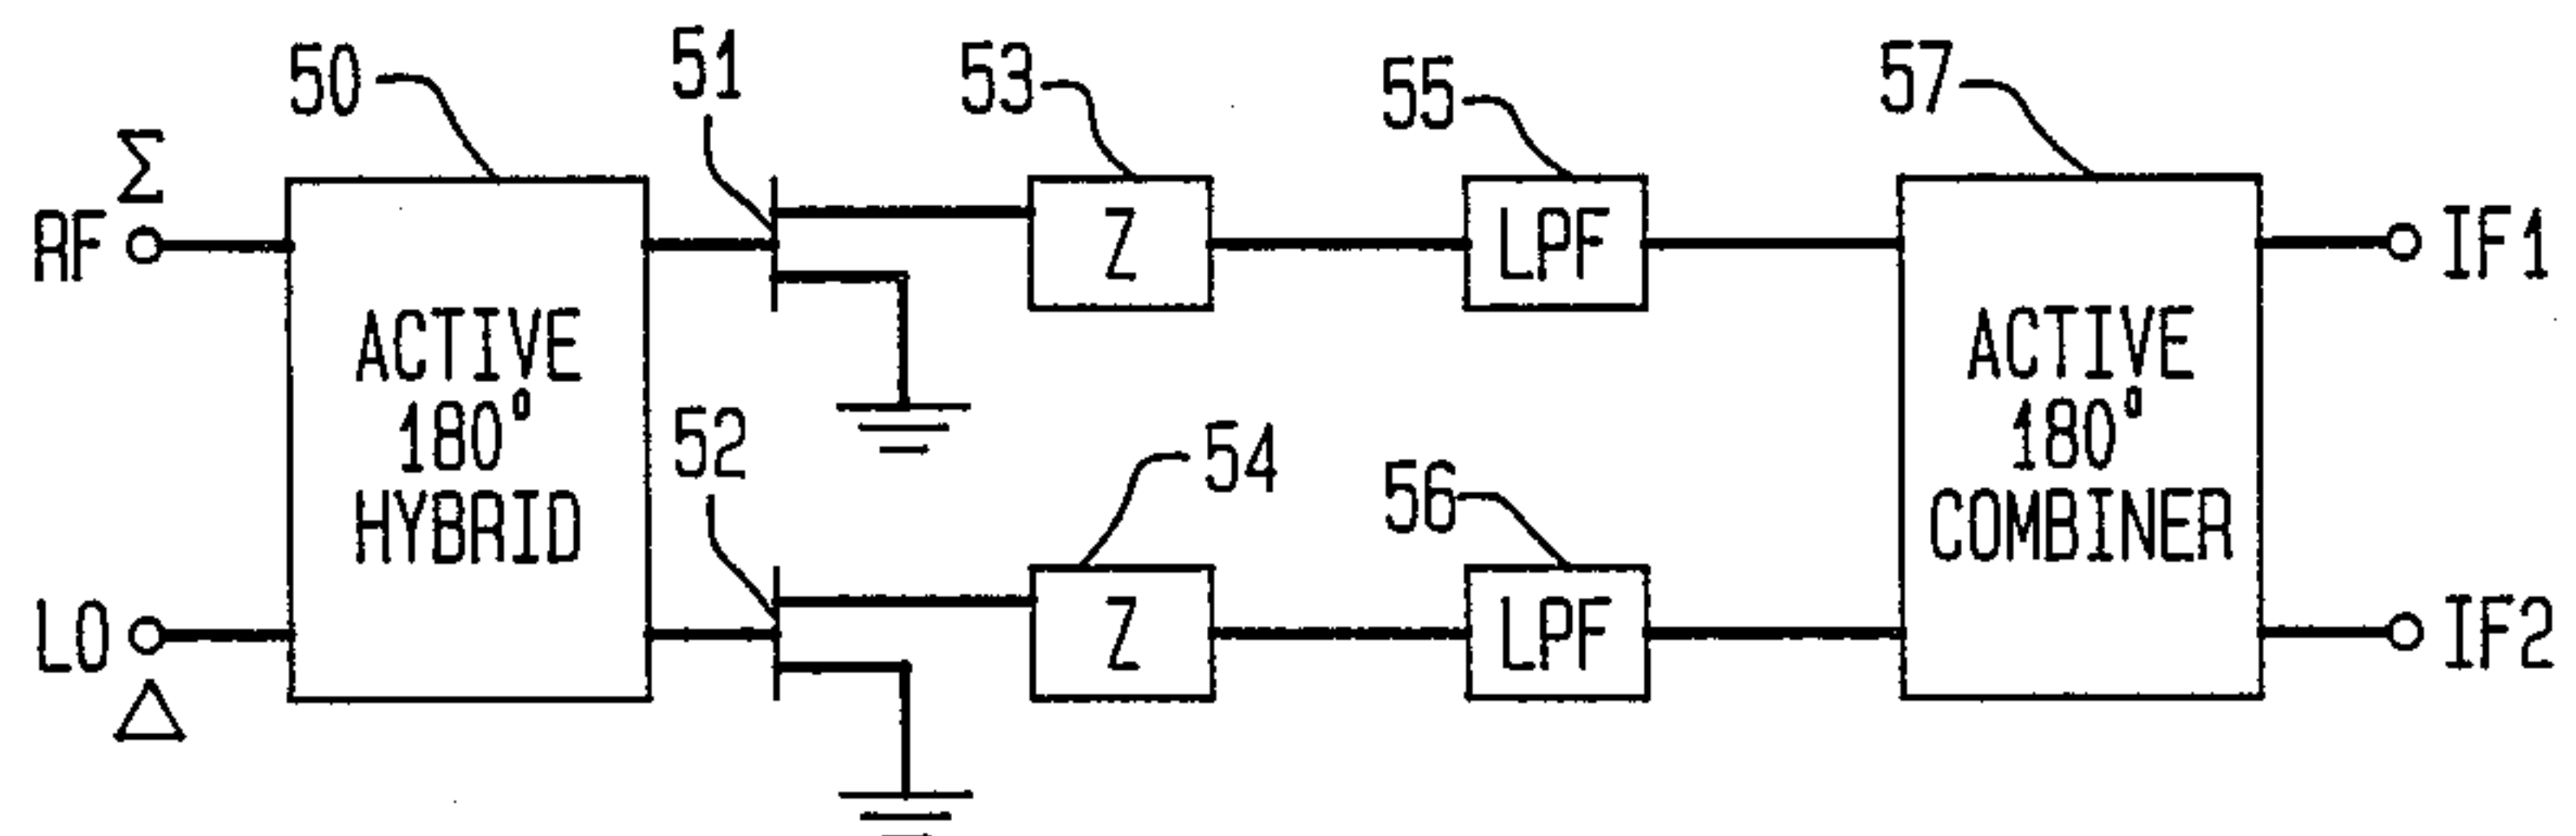 50
51
53
55
57
Σ
RF
Z
LPF
IF1
ACTIVE
180°
HYBRID
ACTIVE
180°
COMBINER
52
54
56
LO
Δ
Z
LPF
IF2